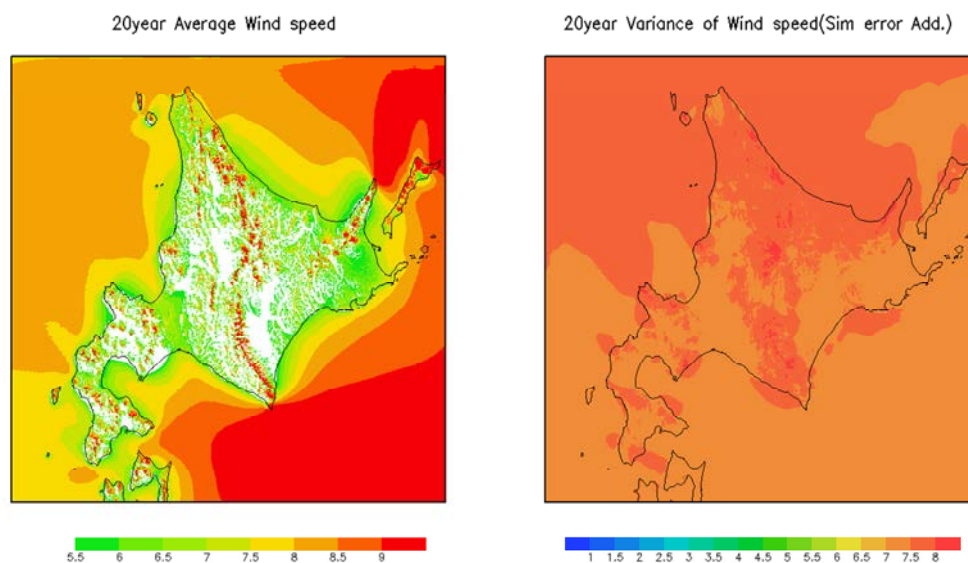 20year Average Wind speed
20year Variance of Wind speed(Sim error Add.)
5.5 6 6.5 7 7.5 8 8.5 9
1 1.5 2 2.5 3 3.5 4 4.5 5 5.5 6 6.5 7 7.5 8